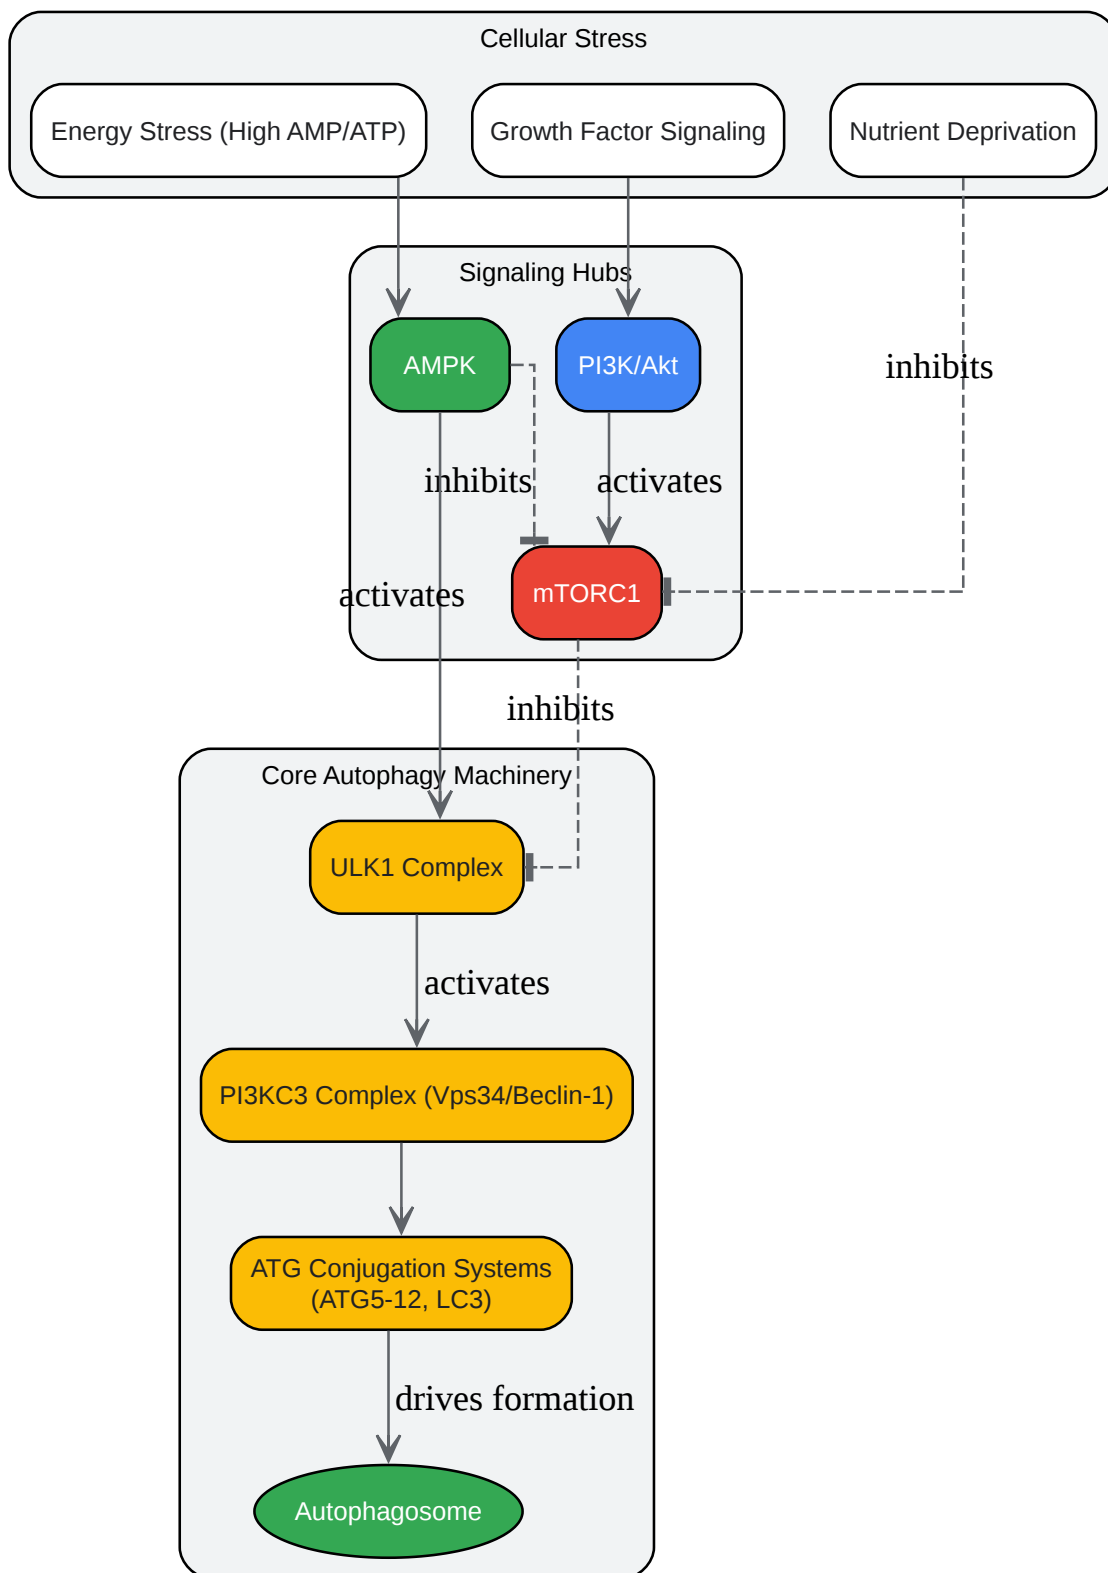 Cellular Stress
Energy Stress (High AMP/ATP)
Growth Factor Signaling
Nutrient Deprivation
Signaling Hubs
AMPK
PI3K/Akt
inhibits
inhibits
activates
activates
mTORC1
inhibits
Core Autophagy Machinery
ULK1 Complex
activates
PI3KC3 Complex (Vps34/Beclin-1)
ATG Conjugation Systems
(ATG5-12, LC3)
drives formation
Autophagosome